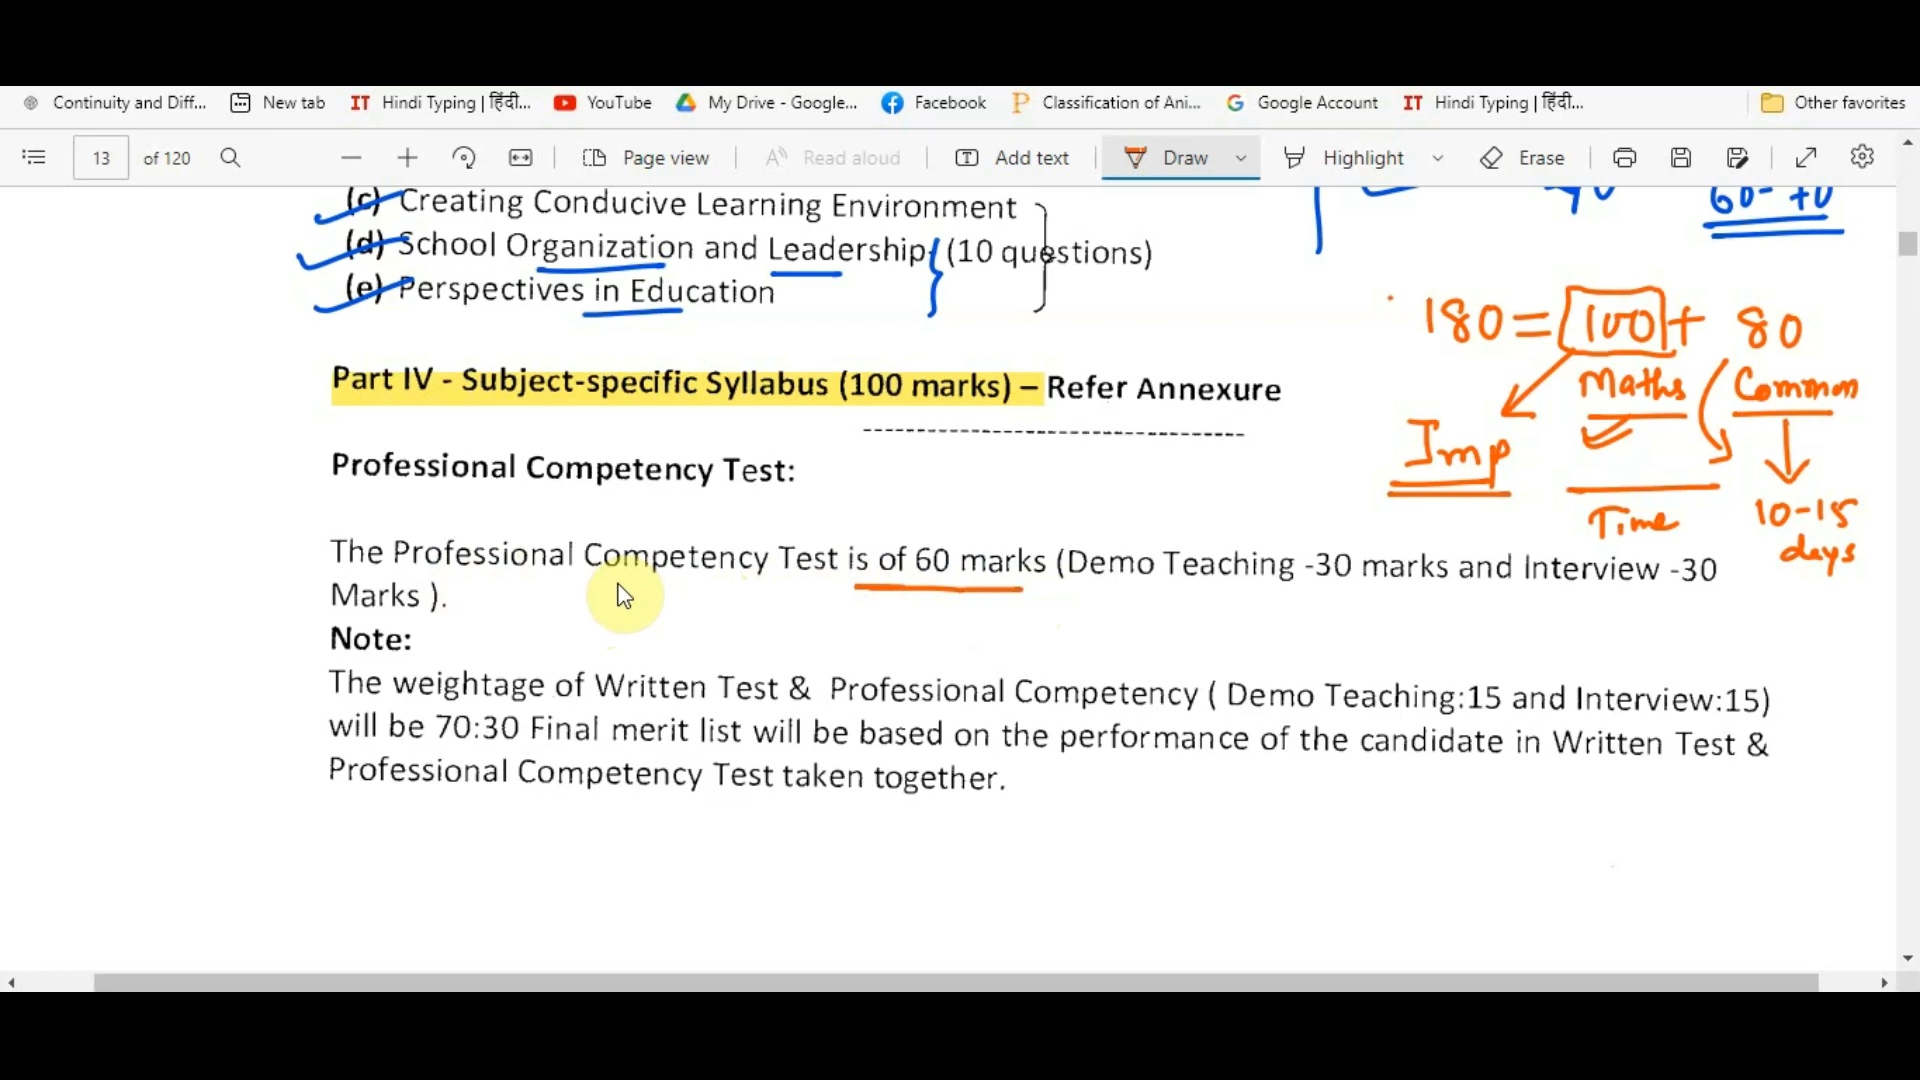 Continuity and Diff... New tab IT Hindi Typing | हिंदी... YouTube My Drive - Google... Facebook Classification of Ani... Google Account IT Hindi Typing | हिंदी... Other favorites
13 of 120 Page view Read aloud Add text Draw Highlight Erase
(c) Creating Conducive Learning Environment
60-70
(d) School Organization and Leadership (10 questions)
(e) Perspectives in Education
180 = 100 + 80
Maths Common
Part IV - Subject-specific Syllabus (100 marks) – Refer Annexure
Imp
Professional Competency Test:
Time 10-15 days
The Professional Competency Test is of 60 marks (Demo Teaching -30 marks and Interview -30
Marks ).
Note:
The weightage of Written Test & Professional Competency ( Demo Teaching:15 and Interview:15)
will be 70:30 Final merit list will be based on the performance of the candidate in Written Test &
Professional Competency Test taken together.